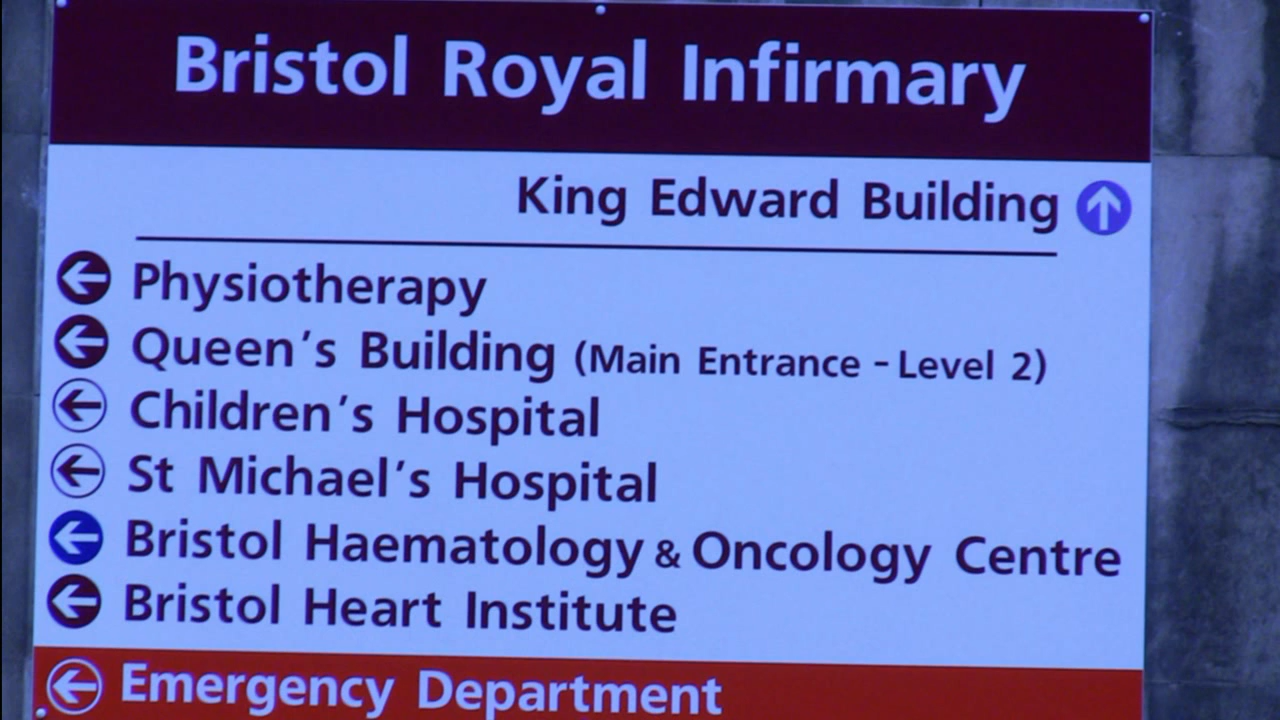 Bristol Royal Infirmary
King Edward Building
Physiotherapy
Queen's Building (Main Entrance - Level 2)
Children's Hospital
St Michael's Hospital
Bristol Haematology & Oncology Centre
Bristol Heart Institute
Emergency Department